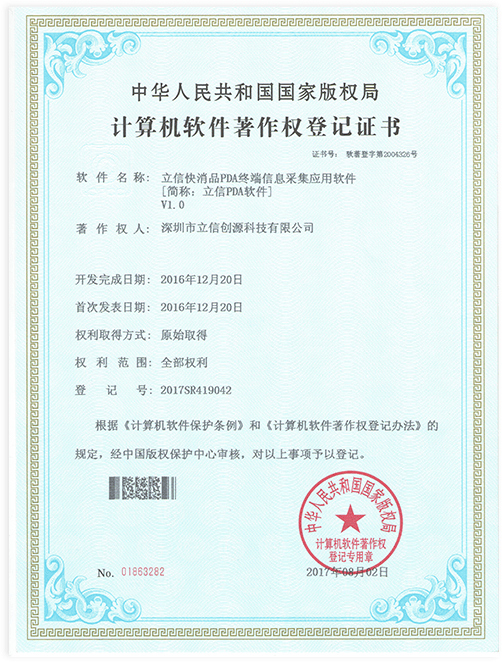 中华人民共和国国家版权局
计算机软件著作权登记证书
证书号： 软著登字第2004326号
软件名称： 立信快消品PDA终端信息采集应用软件
[简称：立信PDA软件]
V1.0
著作权人： 深圳市立信创源科技有限公司
开发完成日期： 2016年12月20日
首次发表日期： 2016年12月20日
权利取得方式： 原始取得
权利范围： 全部权利
登记号： 2017SR419042
根据《计算机软件保护条例》和《计算机软件著作权登记办法》的
规定，经中国版权保护中心审核，对以上事项予以登记。
中华人民共和国国家版权局
计算机软件著作权
登记专用章
No. 01863282
2017年08月02日